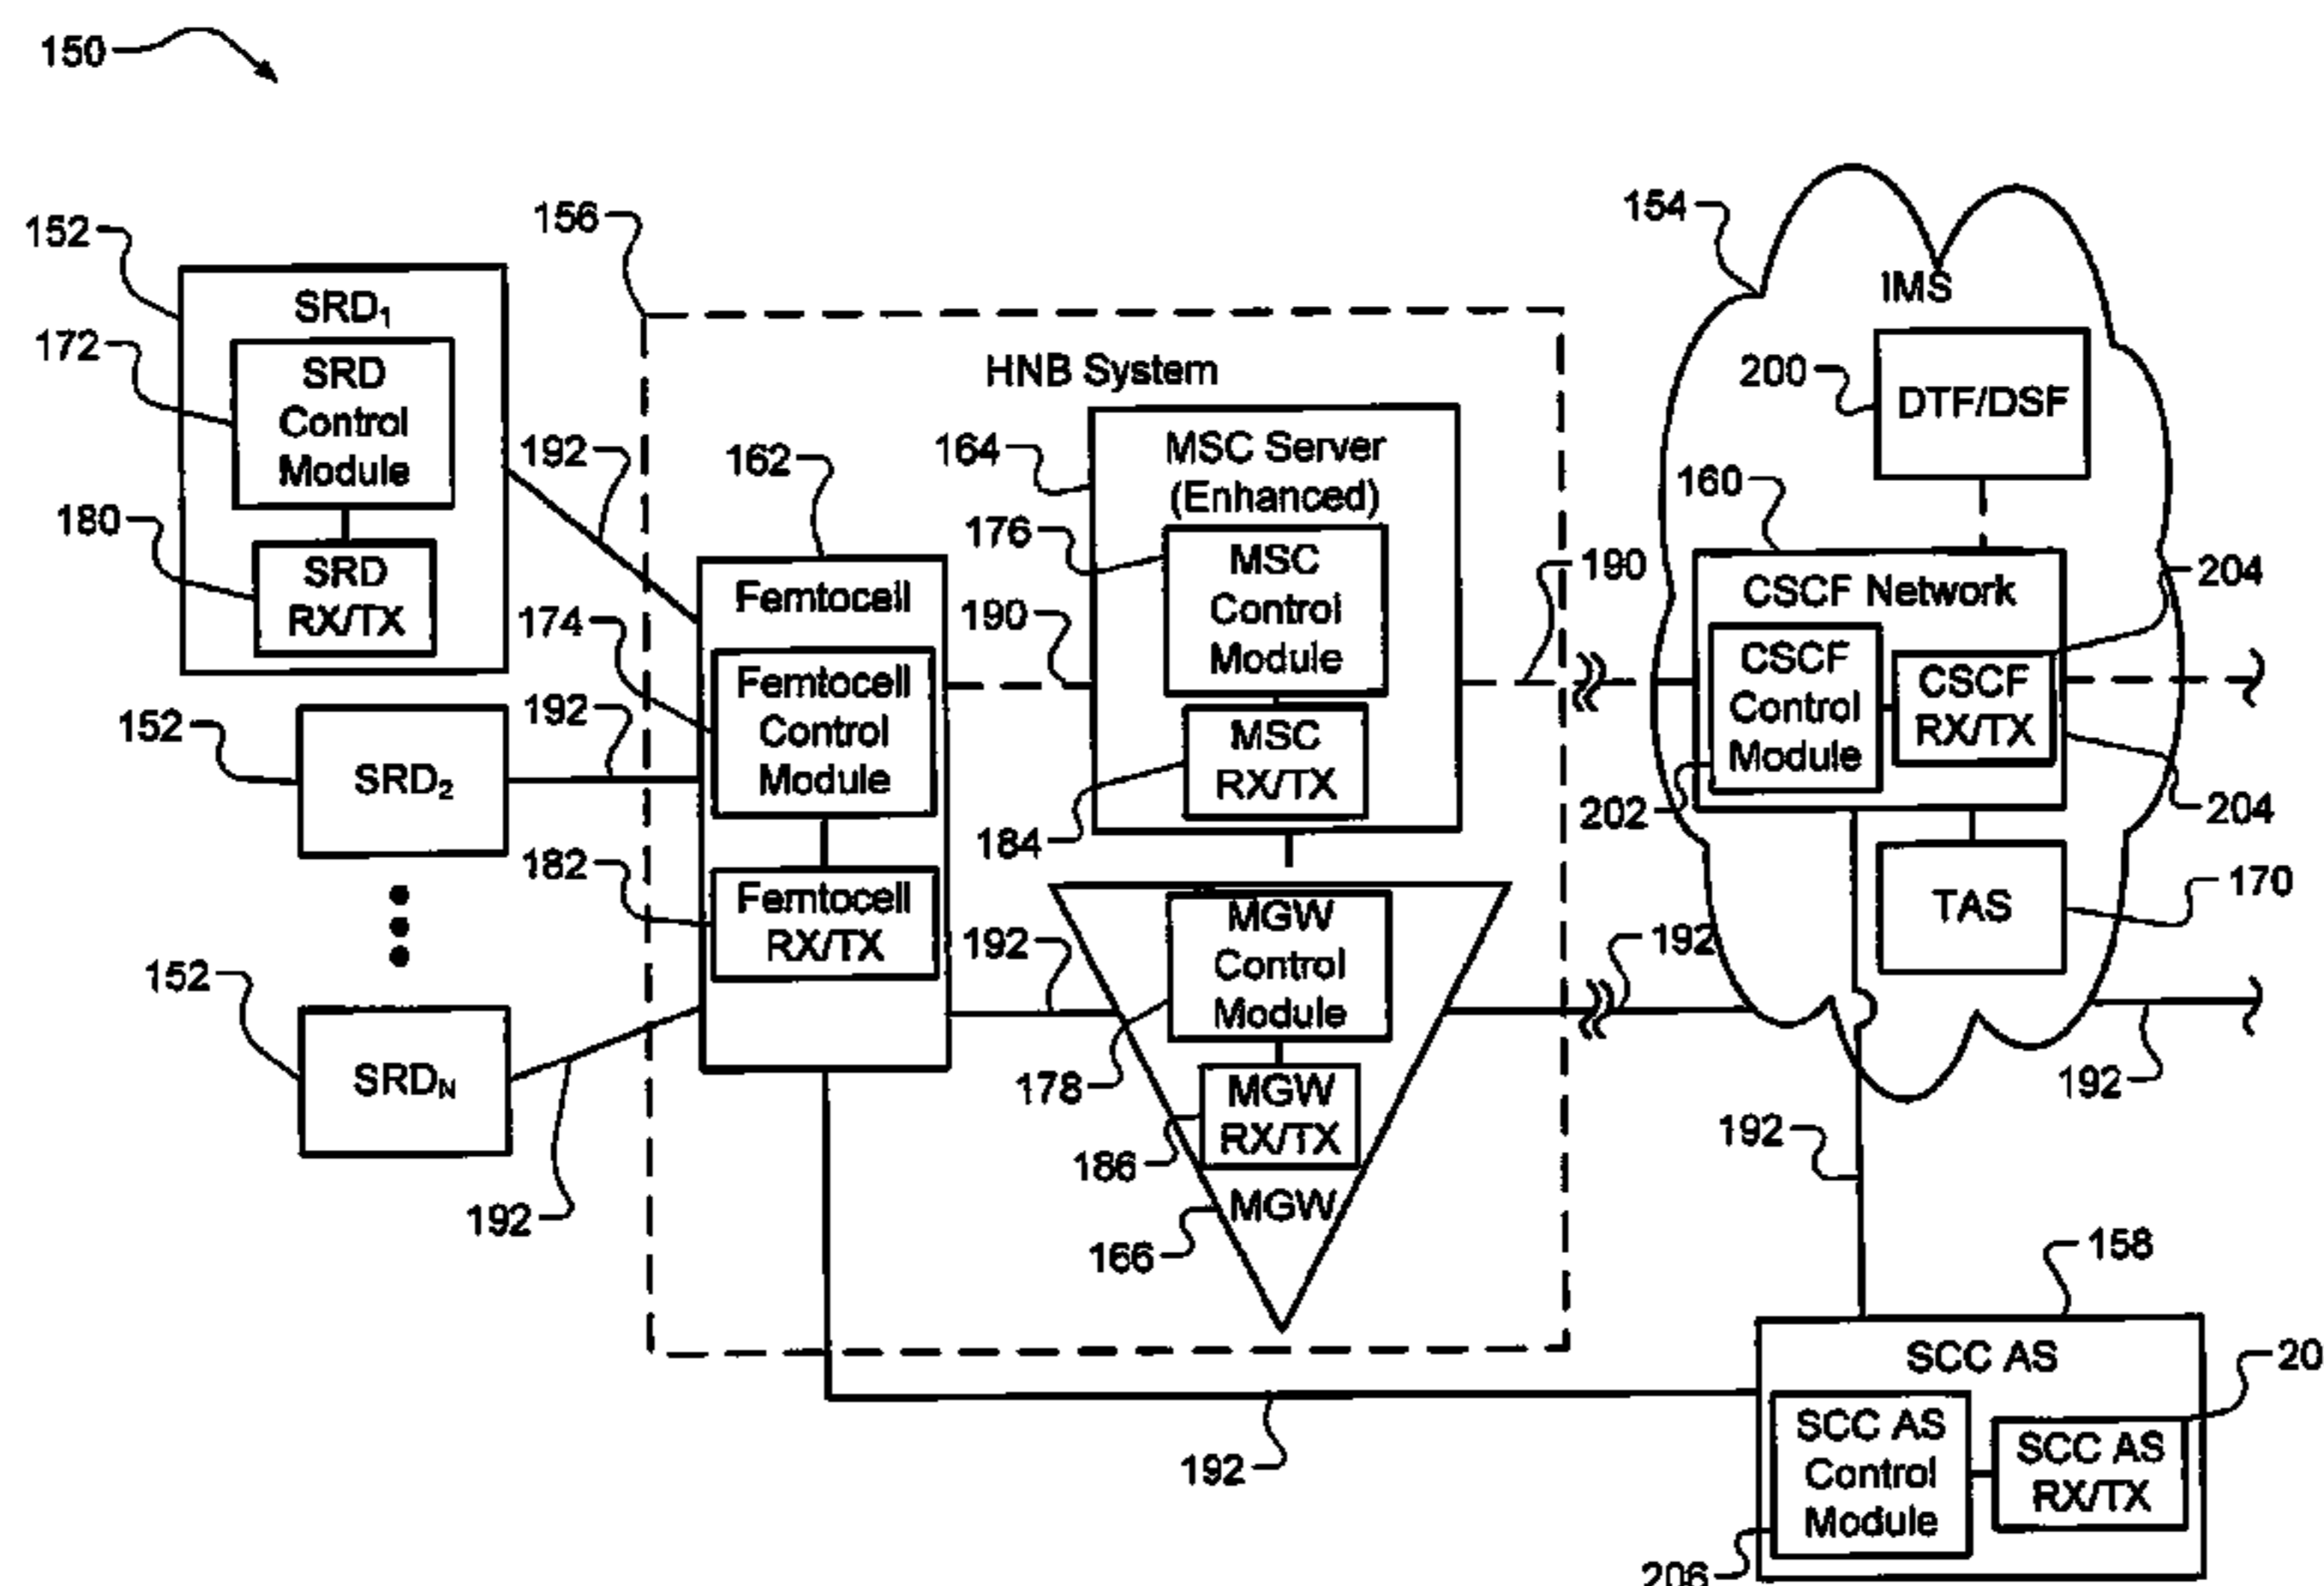 150
152
SRD₁
172
SRD
Control
Module
180
SRD
RX/TX
152
SRD₂
152
SRD_N
192
192
192
156
HNB System
162
Femtocell
174
Femtocell
Control
Module
182
Femtocell
RX/TX
164
MSC Server
(Enhanced)
176
MSC
Control
Module
190
MSC
RX/TX
184
192
MGW
Control
Module
178
MGW
RX/TX
186
MGW
166
190
192
154
IMS
200
DTF/DSF
160
CSCF Network
204
CSCF
Control
Module
CSCF
RX/TX
202
204
TAS
170
192
192
192
158
SCC AS
20
SCC AS
Control
Module
SCC AS
RX/TX
206